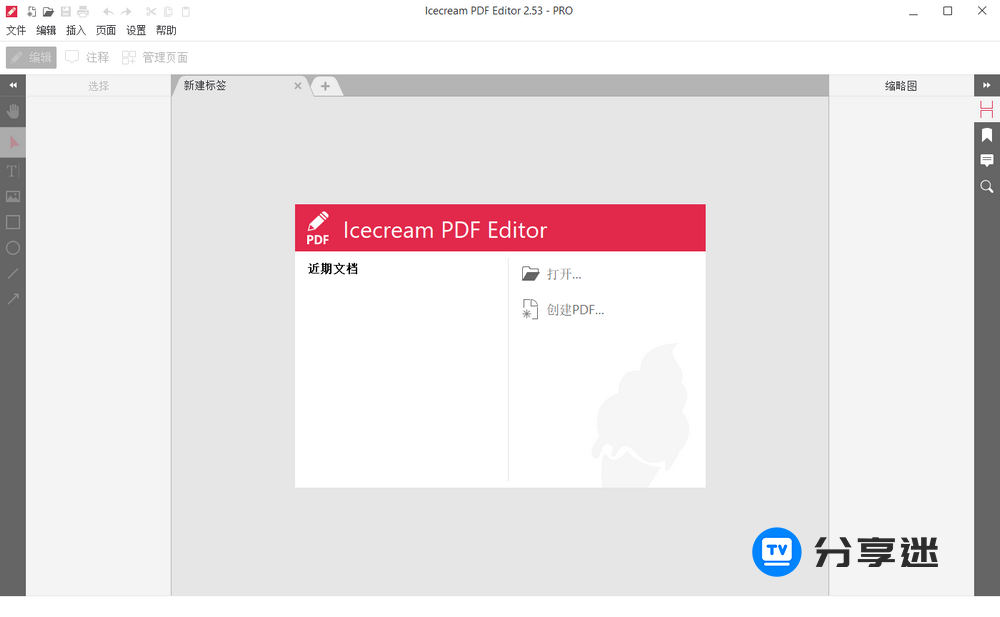 Icecream PDF Editor 2.53 - PRO
文件 编辑 插入 页面 设置 帮助
编辑 注释 管理页面
选择
新建标签
缩略图
PDF Icecream PDF Editor
近期文档
打开...
创建PDF...
TV 分享迷